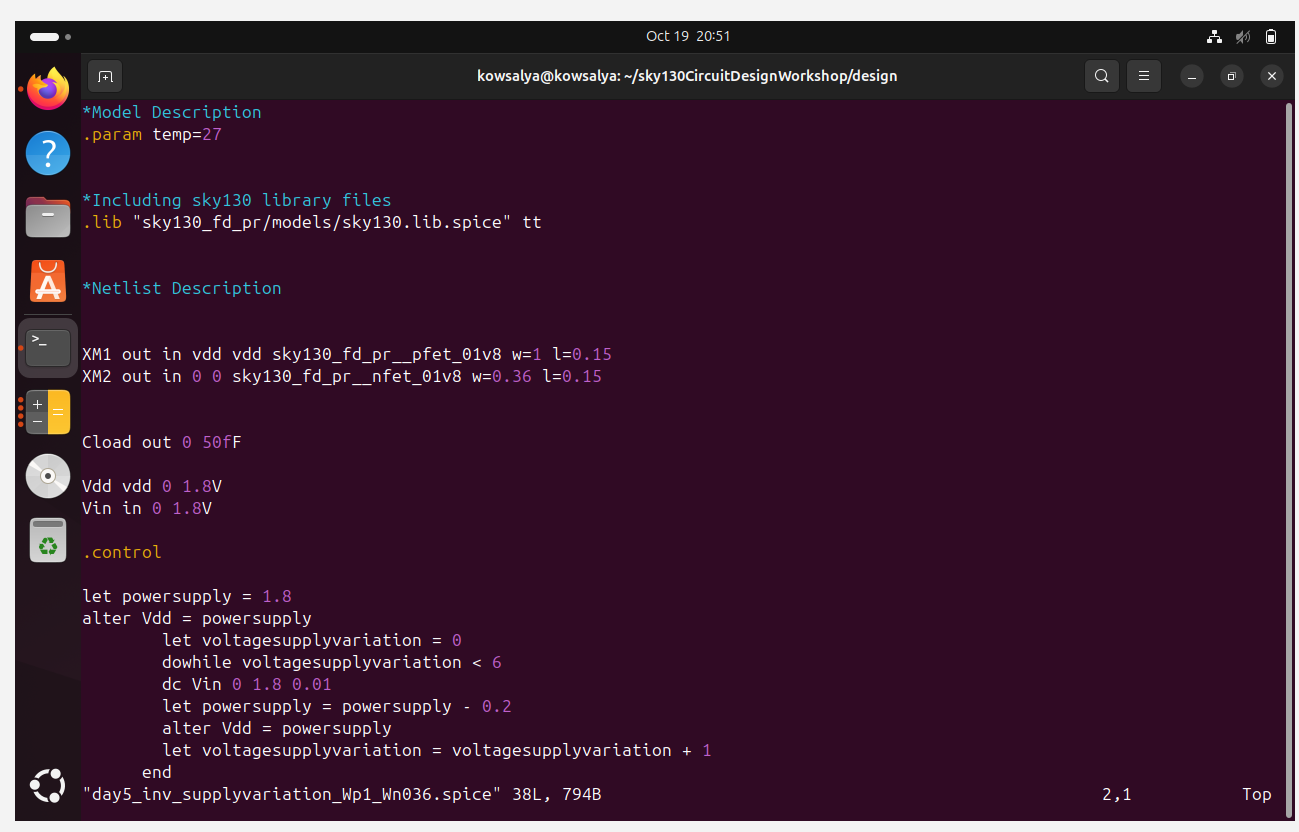 Oct 19 20:51
kowsalya@kowsalya: ~/sky130CircuitDesignWorkshop/design
*Model Description
.param temp=27
*Including sky130 library files
.lib "sky130_fd_pr/models/sky130.lib.spice" tt
*Netlist Description
XM1 out in vdd vdd sky130_fd_pr__pfet_01v8 w=1 l=0.15
XM2 out in 0 0 sky130_fd_pr__nfet_01v8 w=0.36 l=0.15
Cload out 0 50fF
Vdd vdd 0 1.8V
Vin in 0 1.8V
.control
let powersupply = 1.8
alter Vdd = powersupply
let voltagesupplyvariation = 0
dowhile voltagesupplyvariation < 6
dc Vin 0 1.8 0.01
let powersupply = powersupply - 0.2
alter Vdd = powersupply
let voltagesupplyvariation = voltagesupplyvariation + 1
end
"day5_inv_supplyvariation_Wp1_Wn036.spice" 38L, 794B 2,1 Top